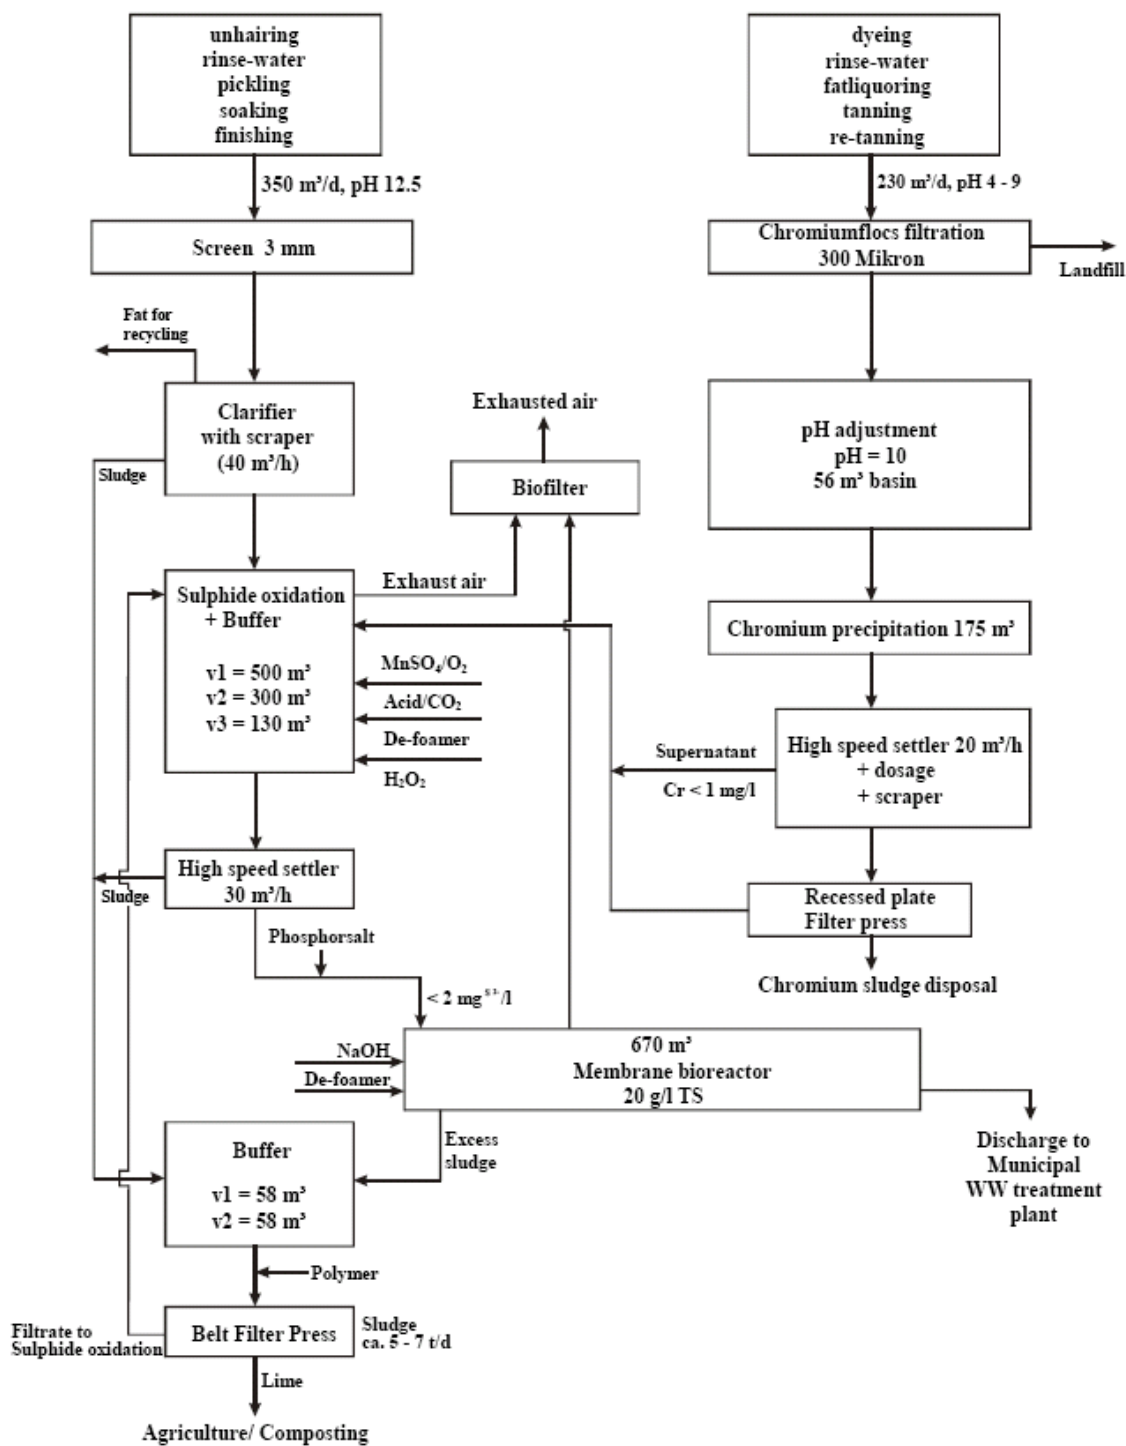 unhairing
rinse-water
pickling
soaking
finishing
350 m³/d, pH 12.5
Screen 3 mm
Fat for
recycling
Clarifier
with scraper
(40 m³/h)
Sludge
Sulphide oxidation
+ Buffer
v1 = 500 m³
v2 = 300 m³
v3 = 130 m³
Exhausted air
Biofilter
Exhaust air
MnSO₄/O₂
Acid/CO₂
De-foamer
H₂O₂
High speed settler
30 m³/h
Sludge
Phosphorsalt
< 2 mg S²⁻/l
dyeing
rinse-water
fatliquoring
tanning
re-tanning
230 m³/d, pH 4 - 9
Chromiumflocs filtration
300 Mikron
Landfill
pH adjustment
pH = 10
56 m³ basin
Chromium precipitation 175 m³
High speed settler 20 m³/h
+ dosage
+ scraper
Supernatant
Cr < 1 mg/l
Recessed plate
Filter press
Chromium sludge disposal
NaOH
De-foamer
670 m³
Membrane bioreactor
20 g/l TS
Discharge to
Municipal
WW treatment
plant
Excess
sludge
Buffer
v1 = 58 m³
v2 = 58 m³
Polymer
Belt Filter Press
Sludge
ca. 5 - 7 t/d
Filtrate to
Sulphide oxidation
Lime
Agriculture/ Composting